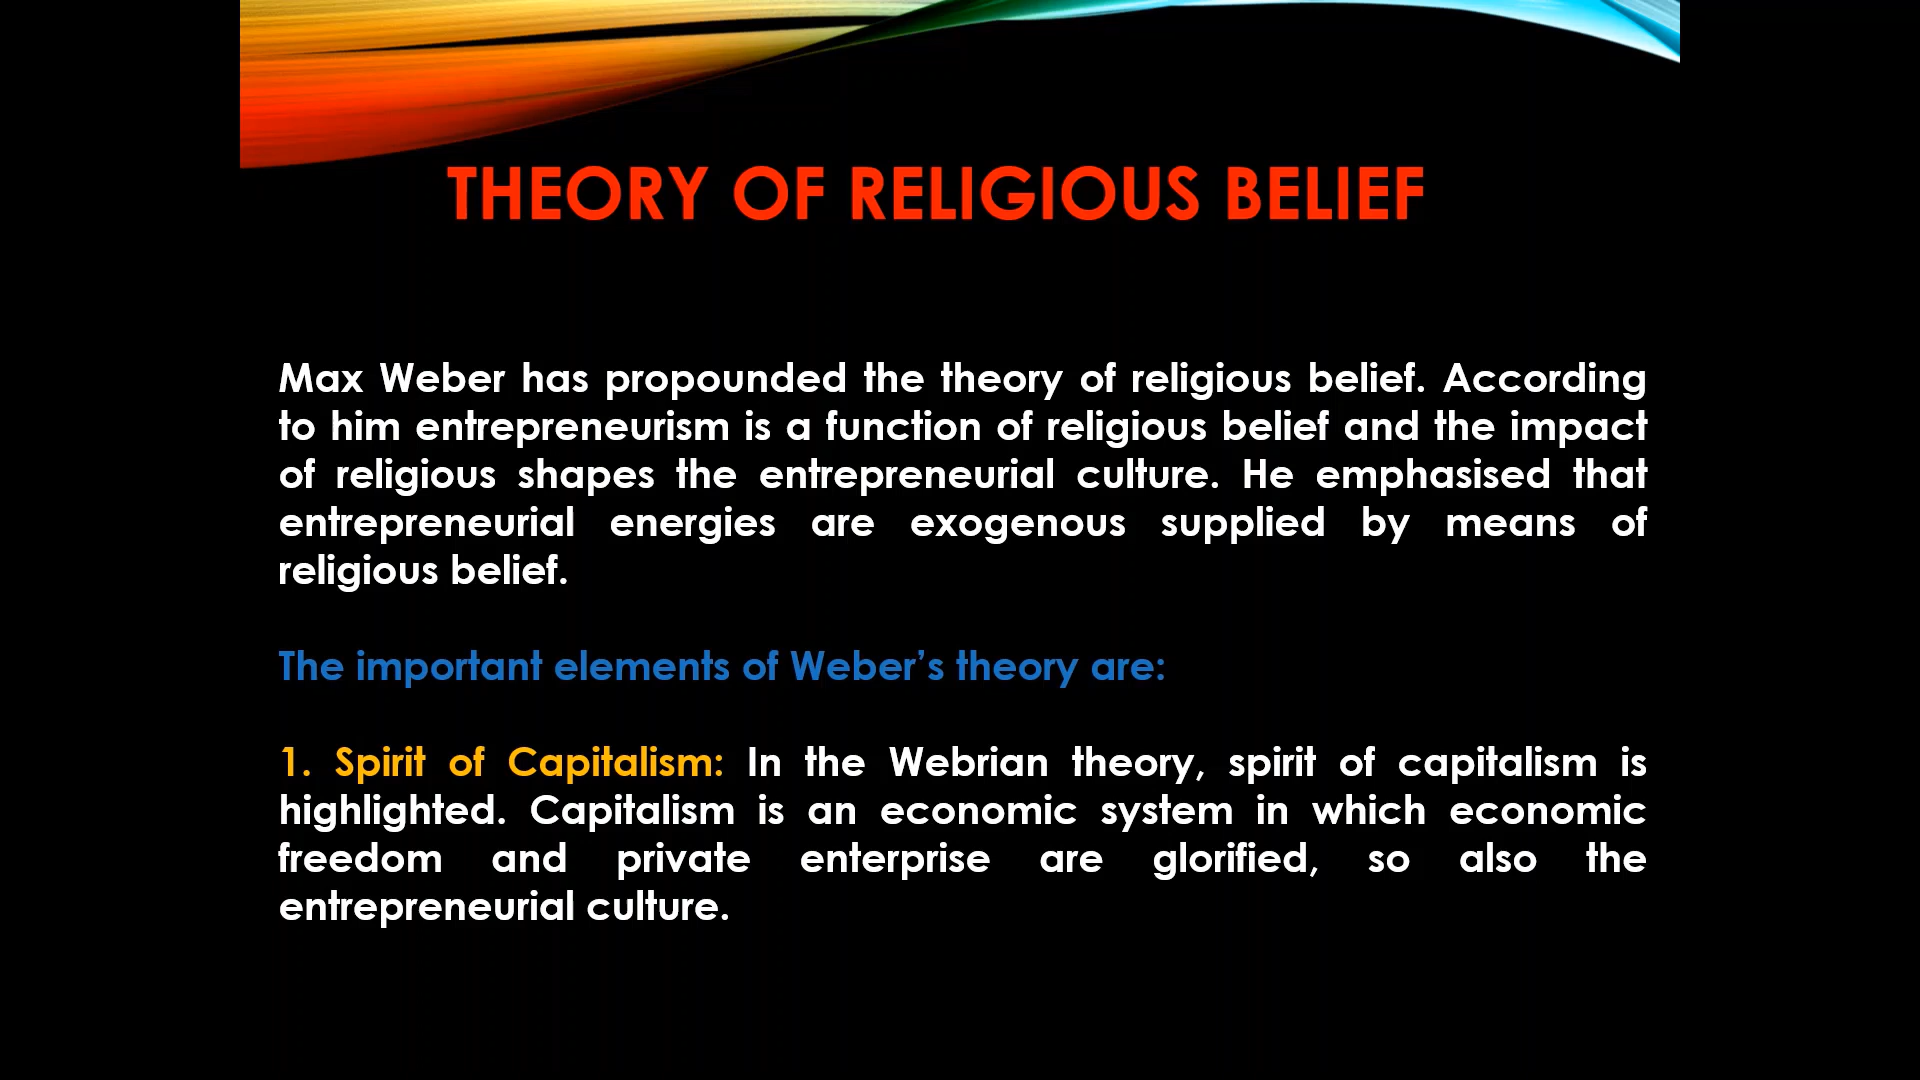 THEORY OF RELIGIOUS BELIEF
Max Weber has propounded the theory of religious belief. According
to him entrepreneurism is a function of religious belief and the impact
of religious shapes the entrepreneurial culture. He emphasised that
entrepreneurial energies are exogenous supplied by means of
religious belief.
The important elements of Weber’s theory are:
1. Spirit of Capitalism: In the Webrian theory, spirit of capitalism is
highlighted. Capitalism is an economic system in which economic
freedom and private enterprise are glorified, so also the
entrepreneurial culture.